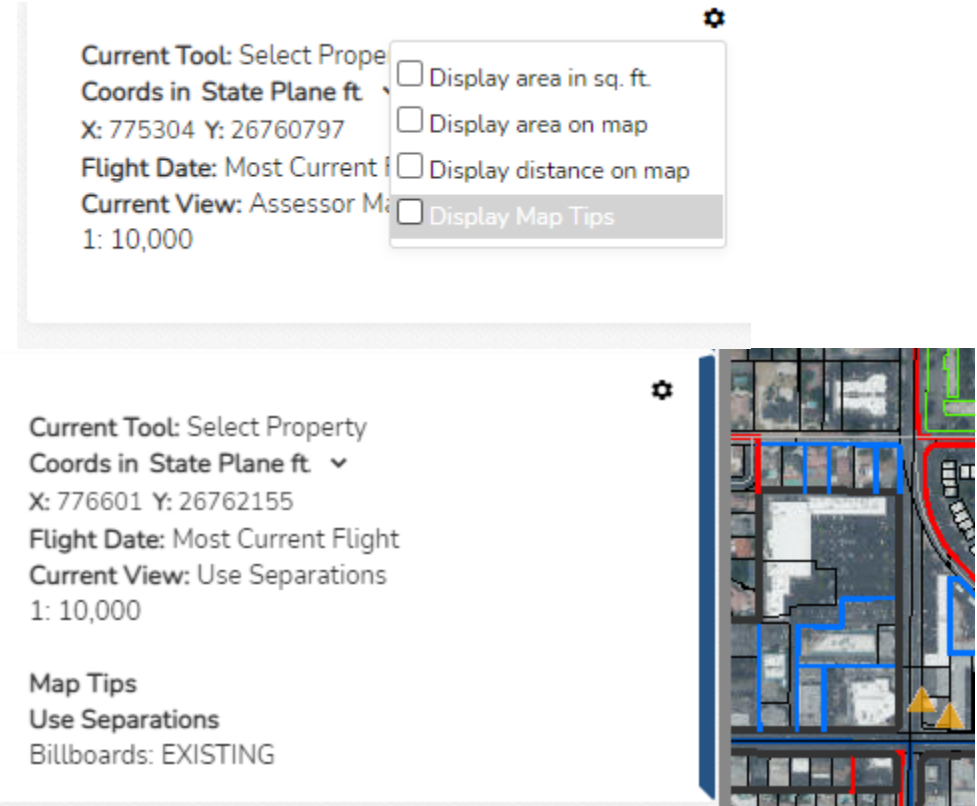 Current Tool: Select Prope
Display area in sq. ft.
Coords in State Plane ft
Display area on map
X: 775304 Y: 26760797
Flight Date: Most Current
Display distance on map
Current View: Assessor Ma
Display Map Tips
1: 10,000
Current Tool: Select Property
Coords in State Plane ft
X: 776601 Y: 26762155
Flight Date: Most Current Flight
Current View: Use Separations
1: 10,000
Map Tips
Use Separations
Billboards: EXISTING